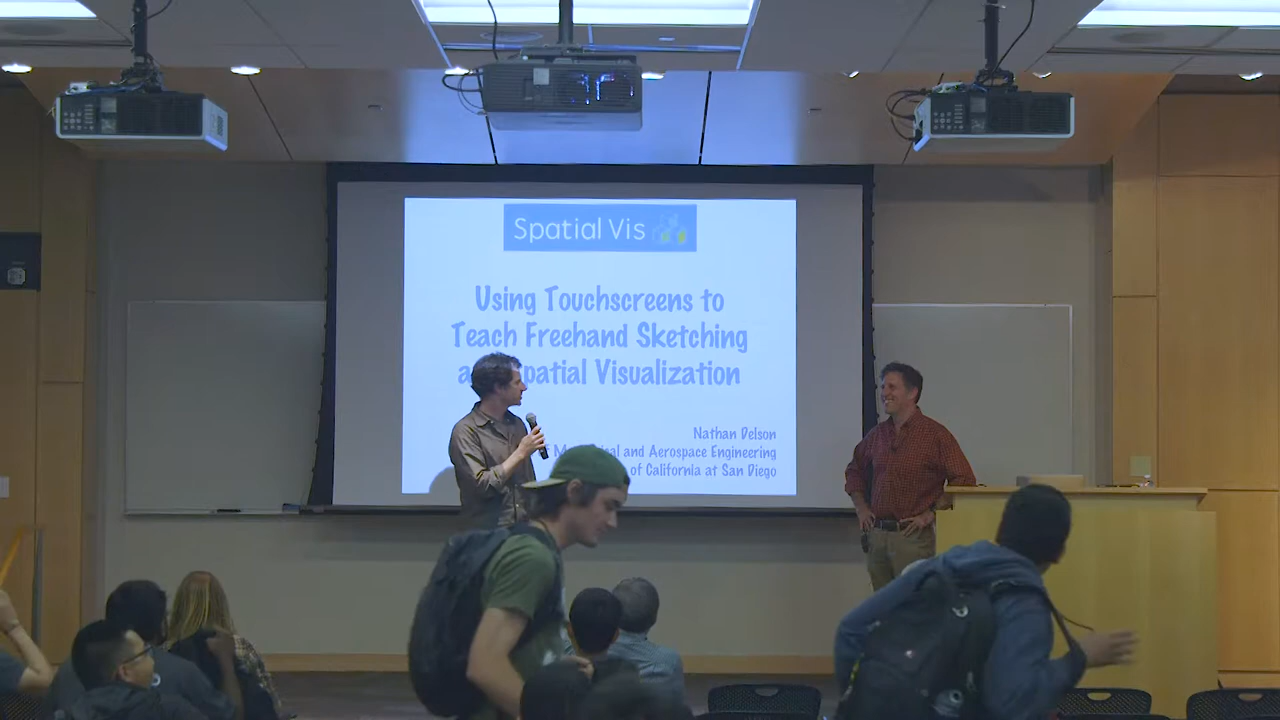 Spatial Vis
Using Touchscreens to
Teach Freehand Sketching
Spatial Visualization
Nathan Delson
and Aerospace Engineering
of California at San Diego